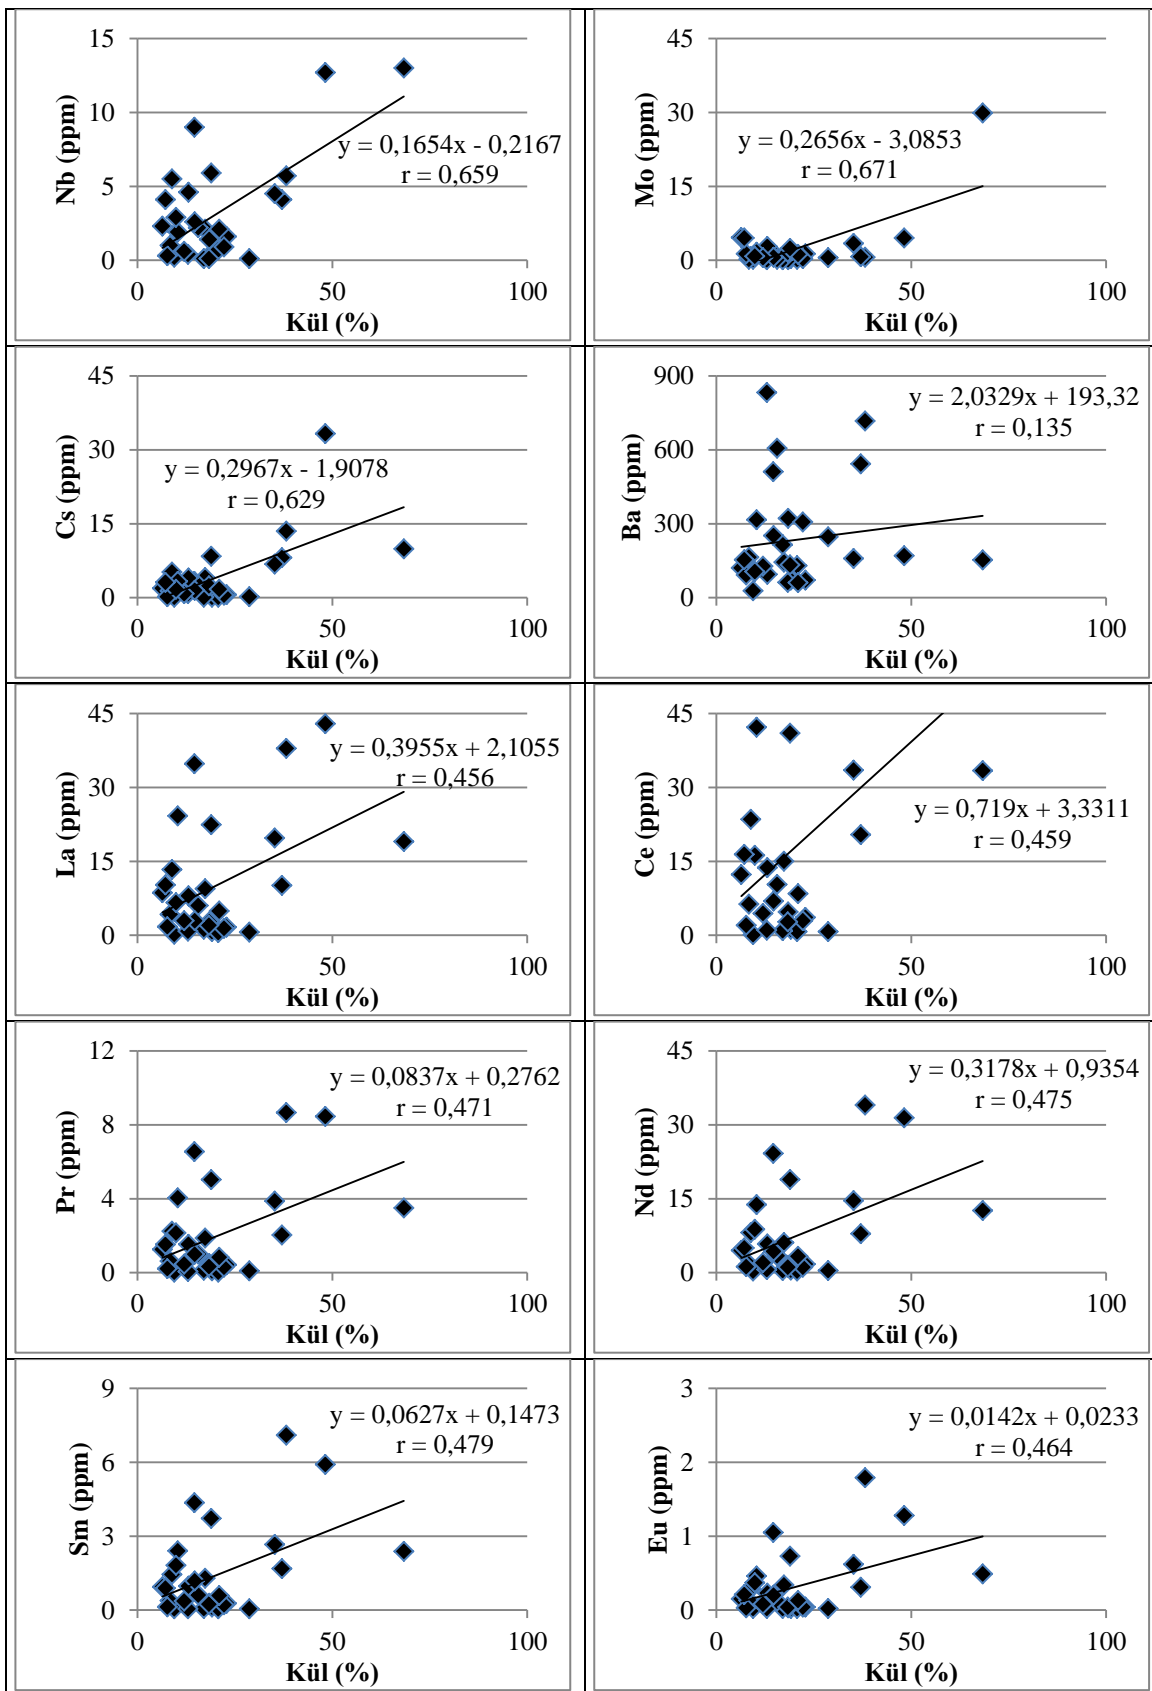 15
10
5
0
Nb (ppm)
y = 0,1654x - 0,2167
r = 0,659
0 50 100
Kül (%)
45
30
15
0
Mo (ppm)
y = 0,2656x - 3,0853
r = 0,671
0 50 100
Kül (%)
45
30
15
0
Cs (ppm)
y = 0,2967x - 1,9078
r = 0,629
0 50 100
Kül (%)
900
600
300
0
Ba (ppm)
y = 2,0329x + 193,32
r = 0,135
0 50 100
Kül (%)
45
30
15
0
La (ppm)
y = 0,3955x + 2,1055
r = 0,456
0 50 100
Kül (%)
45
30
15
0
Ce (ppm)
y = 0,719x + 3,3311
r = 0,459
0 50 100
Kül (%)
12
8
4
0
Pr (ppm)
y = 0,0837x + 0,2762
r = 0,471
0 50 100
Kül (%)
45
30
15
0
Nd (ppm)
y = 0,3178x + 0,9354
r = 0,475
0 50 100
Kül (%)
9
6
3
0
Sm (ppm)
y = 0,0627x + 0,1473
r = 0,479
0 50 100
Kül (%)
3
2
1
0
Eu (ppm)
y = 0,0142x + 0,0233
r = 0,464
0 50 100
Kül (%)